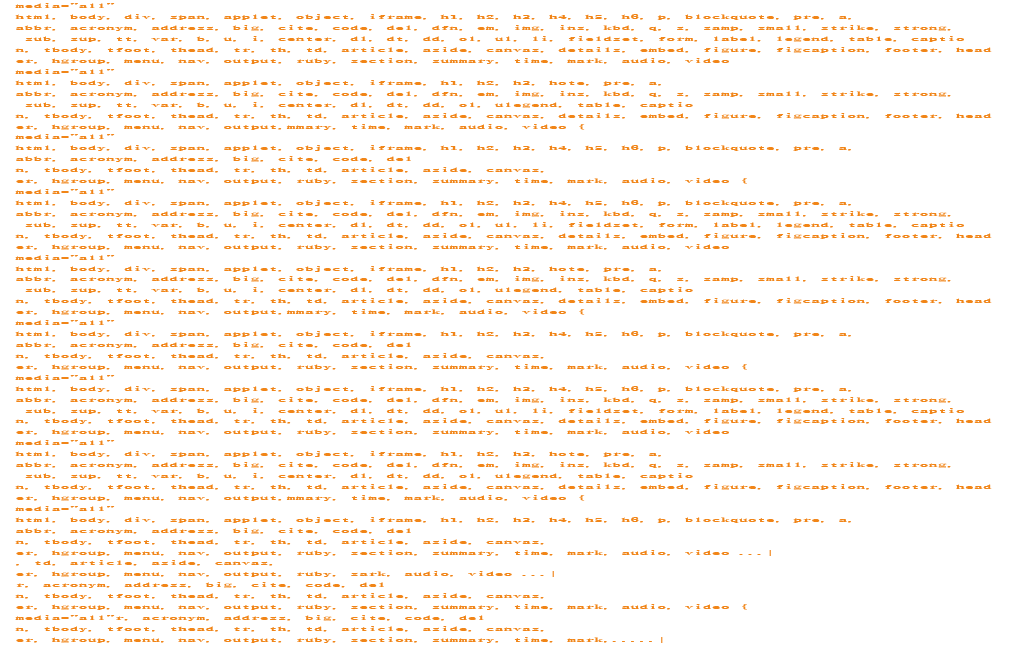 media="all"
html, body, div, span, applet, object, iframe, h1, h2, h3, h4, h5, h6, p, blockquote, pre, a,
abbr, acronym, address, big, cite, code, del, dfn, em, img, ins, kbd, q, s, samp, small, strike, strong,
sub, sup, tt, var, b, u, i, center, dl, dt, dd, ol, ul, li, fieldset, form, label, legend, table, captio
n, tbody, tfoot, thead, tr, th, td, article, aside, canvas, details, embed, figure, figcaption, footer, head
er, hgroup, menu, nav, output, ruby, section, summary, time, mark, audio, video
media="all"
html, body, div, span, applet, object, iframe, h1, h2, h3, hote, pre, a,
abbr, acronym, address, big, cite, code, del, dfn, em, img, ins, kbd, q, s, samp, small, strike, strong,
sub, sup, tt, var, b, u, i, center, dl, dt, dd, ol, ulegend, table, captio
n, tbody, tfoot, thead, tr, th, td, article, aside, canvas, details, embed, figure, figcaption, footer, head
er, hgroup, menu, nav, output,mmary, time, mark, audio, video {
media="all"
html, body, div, span, applet, object, iframe, h1, h2, h3, h4, h5, h6, p, blockquote, pre, a,
abbr, acronym, address, big, cite, code, del
n, tbody, tfoot, thead, tr, th, td, article, aside, canvas,
er, hgroup, menu, nav, output, ruby, section, summary, time, mark, audio, video {
media="all"
html, body, div, span, applet, object, iframe, h1, h2, h3, h4, h5, h6, p, blockquote, pre, a,
abbr, acronym, address, big, cite, code, del, dfn, em, img, ins, kbd, q, s, samp, small, strike, strong,
sub, sup, tt, var, b, u, i, center, dl, dt, dd, ol, ul, li, fieldset, form, label, legend, table, captio
n, tbody, tfoot, thead, tr, th, td, article, aside, canvas, details, embed, figure, figcaption, footer, head
er, hgroup, menu, nav, output, ruby, section, summary, time, mark, audio, video
media="all"
html, body, div, span, applet, object, iframe, h1, h2, h3, hote, pre, a,
abbr, acronym, address, big, cite, code, del, dfn, em, img, ins, kbd, q, s, samp, small, strike, strong,
sub, sup, tt, var, b, u, i, center, dl, dt, dd, ol, ulegend, table, captio
n, tbody, tfoot, thead, tr, th, td, article, aside, canvas, details, embed, figure, figcaption, footer, head
er, hgroup, menu, nav, output,mmary, time, mark, audio, video {
media="all"
html, body, div, span, applet, object, iframe, h1, h2, h3, h4, h5, h6, p, blockquote, pre, a,
abbr, acronym, address, big, cite, code, del
n, tbody, tfoot, thead, tr, th, td, article, aside, canvas,
er, hgroup, menu, nav, output, ruby, section, summary, time, mark, audio, video {
media="all"
html, body, div, span, applet, object, iframe, h1, h2, h3, h4, h5, h6, p, blockquote, pre, a,
abbr, acronym, address, big, cite, code, del, dfn, em, img, ins, kbd, q, s, samp, small, strike, strong,
sub, sup, tt, var, b, u, i, center, dl, dt, dd, ol, ul, li, fieldset, form, label, legend, table, captio
n, tbody, tfoot, thead, tr, th, td, article, aside, canvas, details, embed, figure, figcaption, footer, head
er, hgroup, menu, nav, output, ruby, section, summary, time, mark, audio, video
media="all"
html, body, div, span, applet, object, iframe, h1, h2, h3, hote, pre, a,
abbr, acronym, address, big, cite, code, del, dfn, em, img, ins, kbd, q, s, samp, small, strike, strong,
sub, sup, tt, var, b, u, i, center, dl, dt, dd, ol, ulegend, table, captio
n, tbody, tfoot, thead, tr, th, td, article, aside, canvas, details, embed, figure, figcaption, footer, head
er, hgroup, menu, nav, output,mmary, time, mark, audio, video {
media="all"
html, body, div, span, applet, object, iframe, h1, h2, h3, h4, h5, h6, p, blockquote, pre, a,
abbr, acronym, address, big, cite, code, del
n, tbody, tfoot, thead, tr, th, td, article, aside, canvas,
er, hgroup, menu, nav, output, ruby, section, summary, time, mark, audio, video ...|
, td, article, aside, canvas,
er, hgroup, menu, nav, output, ruby, sark, audio, video ...|
r, acronym, address, big, cite, code, del
n, tbody, tfoot, thead, tr, th, td, article, aside, canvas,
er, hgroup, menu, nav, output, ruby, section, summary, time, mark, audio, video {
media="all"r, acronym, address, big, cite, code, del
n, tbody, tfoot, thead, tr, th, td, article, aside, canvas,
er, hgroup, menu, nav, output, ruby, section, summary, time, mark,.....|